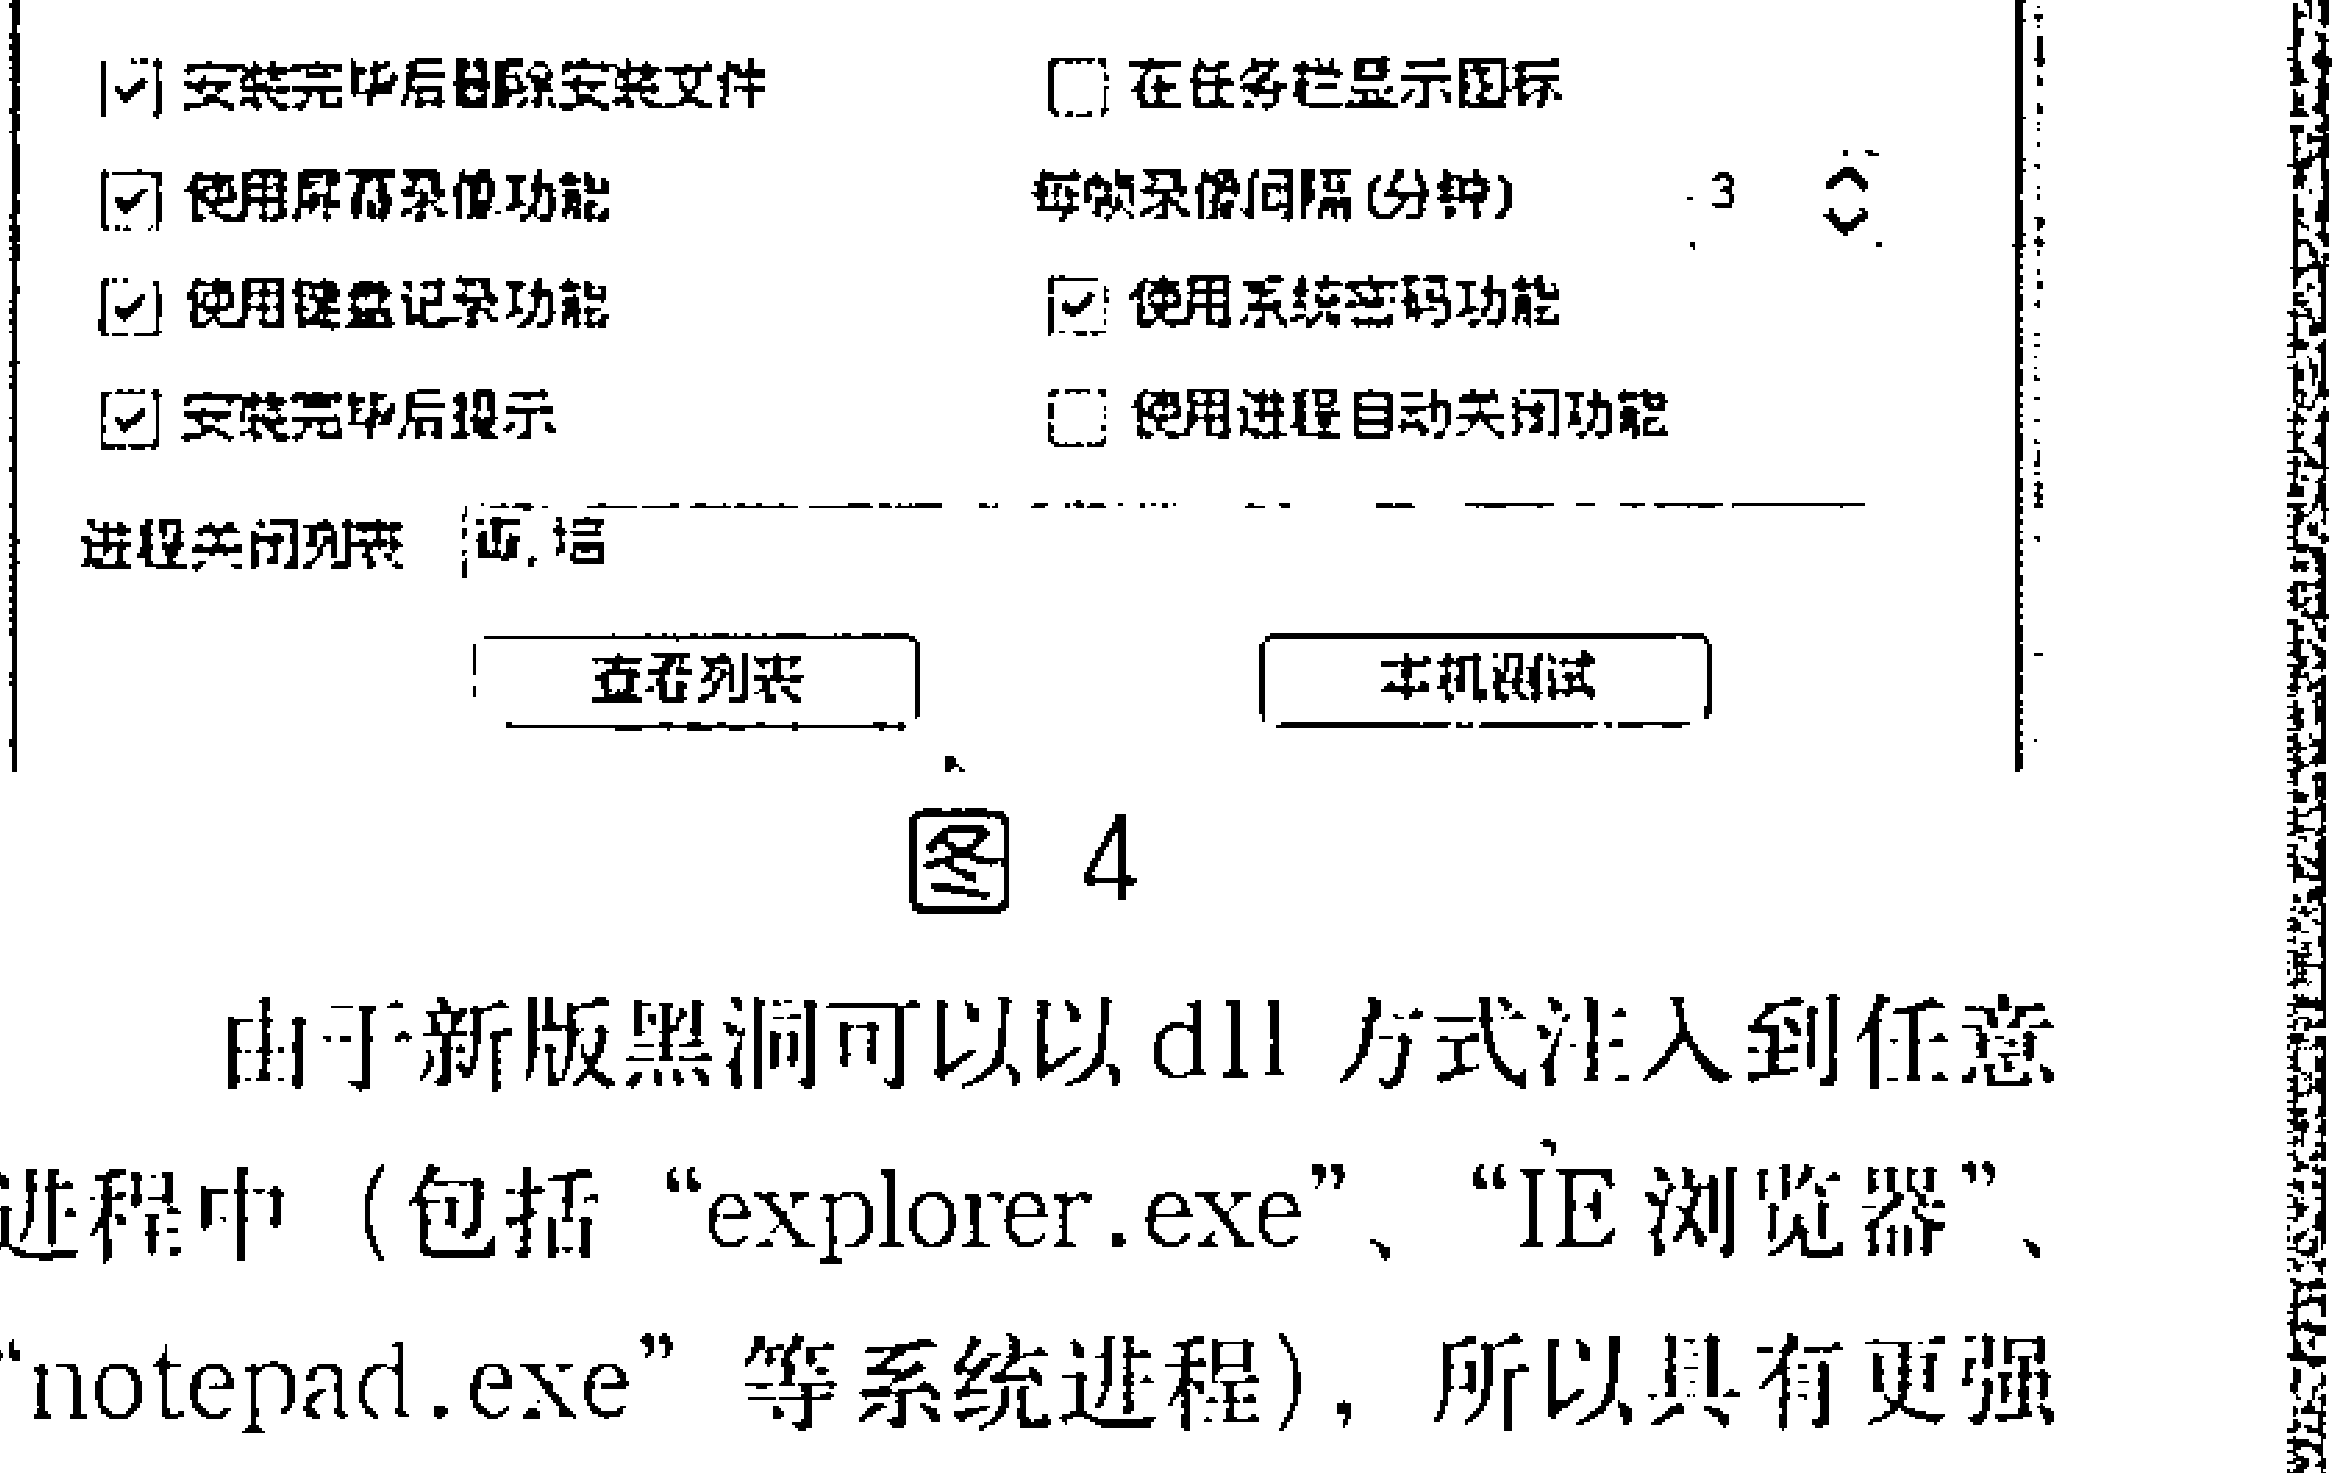 安装完毕后删除安装文件 在任务栏显示图标
使用屏幕录像功能 每帧录像间隔(分钟) 3
使用键盘记录功能 使用系统密码功能
安装完毕后提示 使用进程自动关闭功能
进程关闭列表
查看列表 本机测试
图 4
由于新版黑洞可以以 dll 方式注入到任意
进程中（包括“explorer.exe”、“IE 浏览器”、
“notepad.exe”等系统进程），所以具有更强